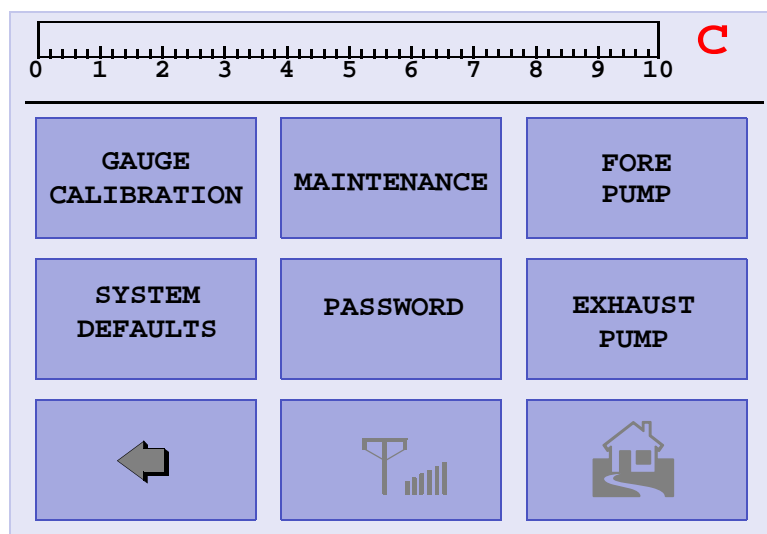 C
0 1 2 3 4 5 6 7 8 9 10
GAUGE
CALIBRATION
MAINTENANCE
FORE
PUMP
SYSTEM
DEFAULTS
PASSWORD
EXHAUST
PUMP